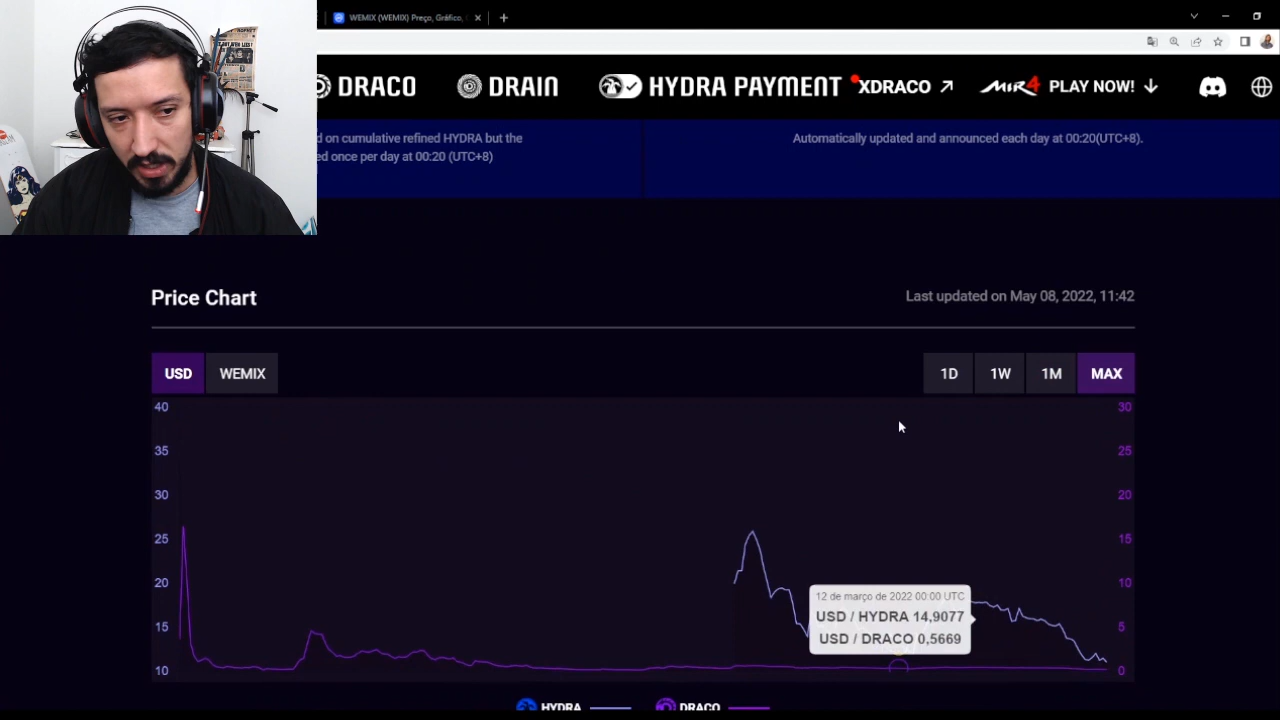 WEMIX (WEMIX) Preço, Gráfico,
DRACO
DRAIN
HYDRA PAYMENT
XDRACO
MIR4
PLAY NOW!
d on cumulative refined HYDRA but the
ed once per day at 00:20 (UTC+8)
Automatically updated and announced each day at 00:20(UTC+8).
Price Chart
Last updated on May 08, 2022, 11:42
USD
WEMIX
1D
1W
1M
MAX
40
30
35
25
30
20
25
15
20
10
15
5
10
0
12 de março de 2022 00:00 UTC
USD / HYDRA 14,9077
USD / DRACO 0,5669
HYDRA
DRACO